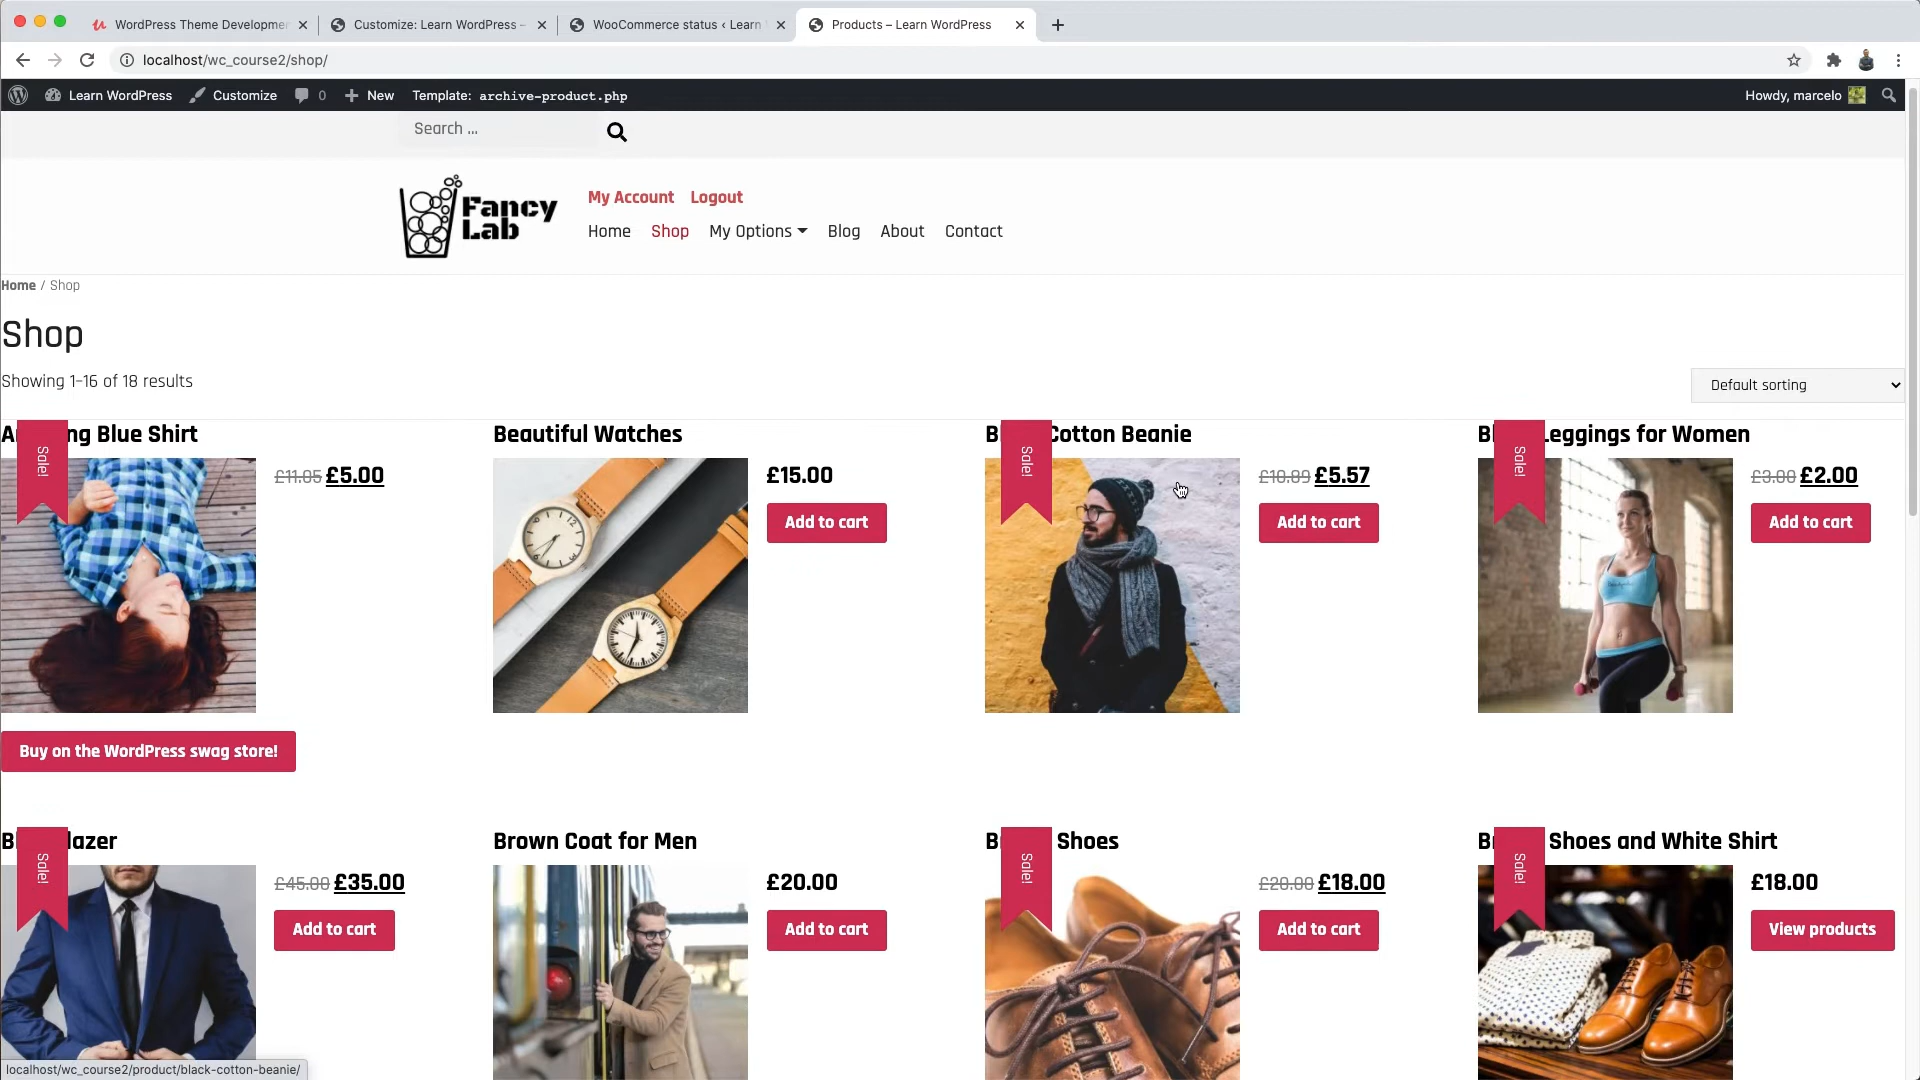 WordPress Theme Developmen
Customize: Learn WordPress –
WooCommerce status ‹ Learn
Products – Learn WordPress
localhost/wc_course2/shop/
Learn WordPress
Customize
0
New
Template: archive-product.php
Howdy, marcelo
Search …
Fancy
Lab
My Account
Logout
Home
Shop
My Options
Blog
About
Contact
Home / Shop
Shop
Showing 1–16 of 18 results
Default sorting
Sale!
ng Blue Shirt
£11.05 £5.00
Buy on the WordPress swag store!
Beautiful Watches
£15.00
Add to cart
Sale!
Cotton Beanie
£10.89 £5.57
Add to cart
Sale!
Leggings for Women
£3.00 £2.00
Add to cart
Sale!
lazer
£45.00 £35.00
Add to cart
Brown Coat for Men
£20.00
Add to cart
Sale!
Shoes
£20.00 £18.00
Add to cart
Sale!
Shoes and White Shirt
£18.00
View products
localhost/wc_course2/product/black-cotton-beanie/